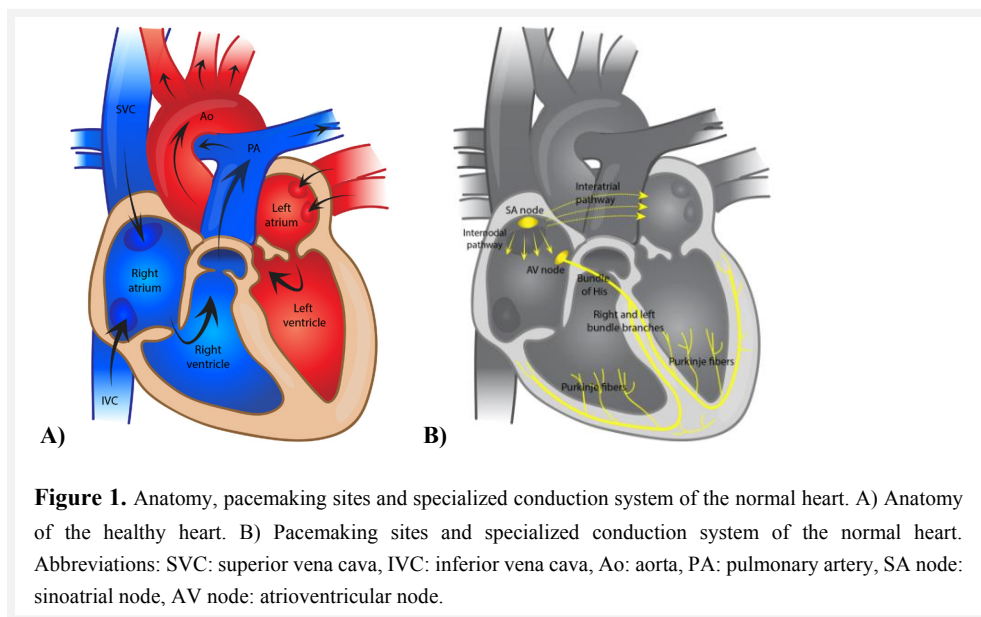 SVC
Ao
PA
Left
atrium
Right
atrium
Left
ventricle
Right
ventricle
IVC
A)
Interatrial
pathway
SA node
Internodal
pathway
AV node
Bundle
of His
Right and left
bundle branches
Purkinje fibers
Purkinje fibers
B)
Figure 1. Anatomy, pacemaking sites and specialized conduction system of the normal heart. A) Anatomy
of the healthy heart. B) Pacemaking sites and specialized conduction system of the normal heart.
Abbreviations: SVC: superior vena cava, IVC: inferior vena cava, Ao: aorta, PA: pulmonary artery, SA node:
sinoatrial node, AV node: atrioventricular node.